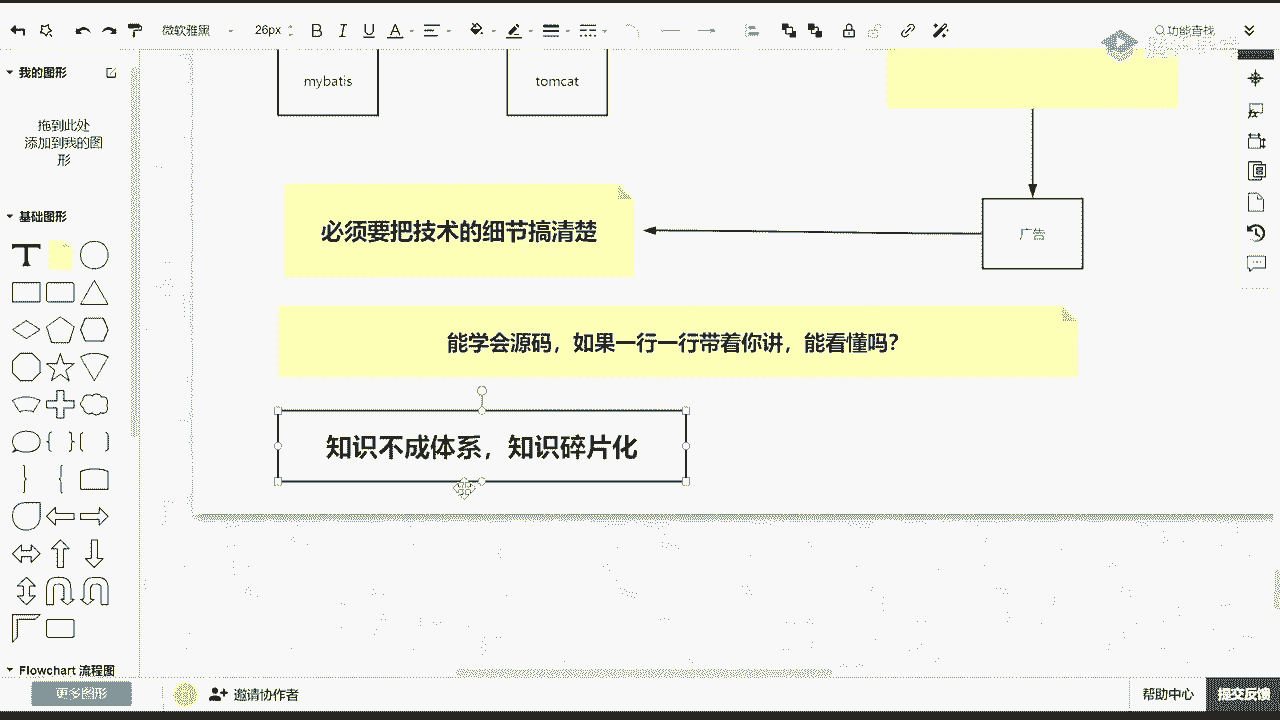 微软雅黑 26px B I U A 功能查找
我的图形
拖到此处
添加到我的图
形
基础图形
T
Flowchart 流程图
更多图形
mybatis
tomcat
必须要把技术的细节搞清楚
广告
能学会源码，如果一行一行带着你讲，能看懂吗?
知识不成体系，知识碎片化
邀请协作者
帮助中心
提交反馈